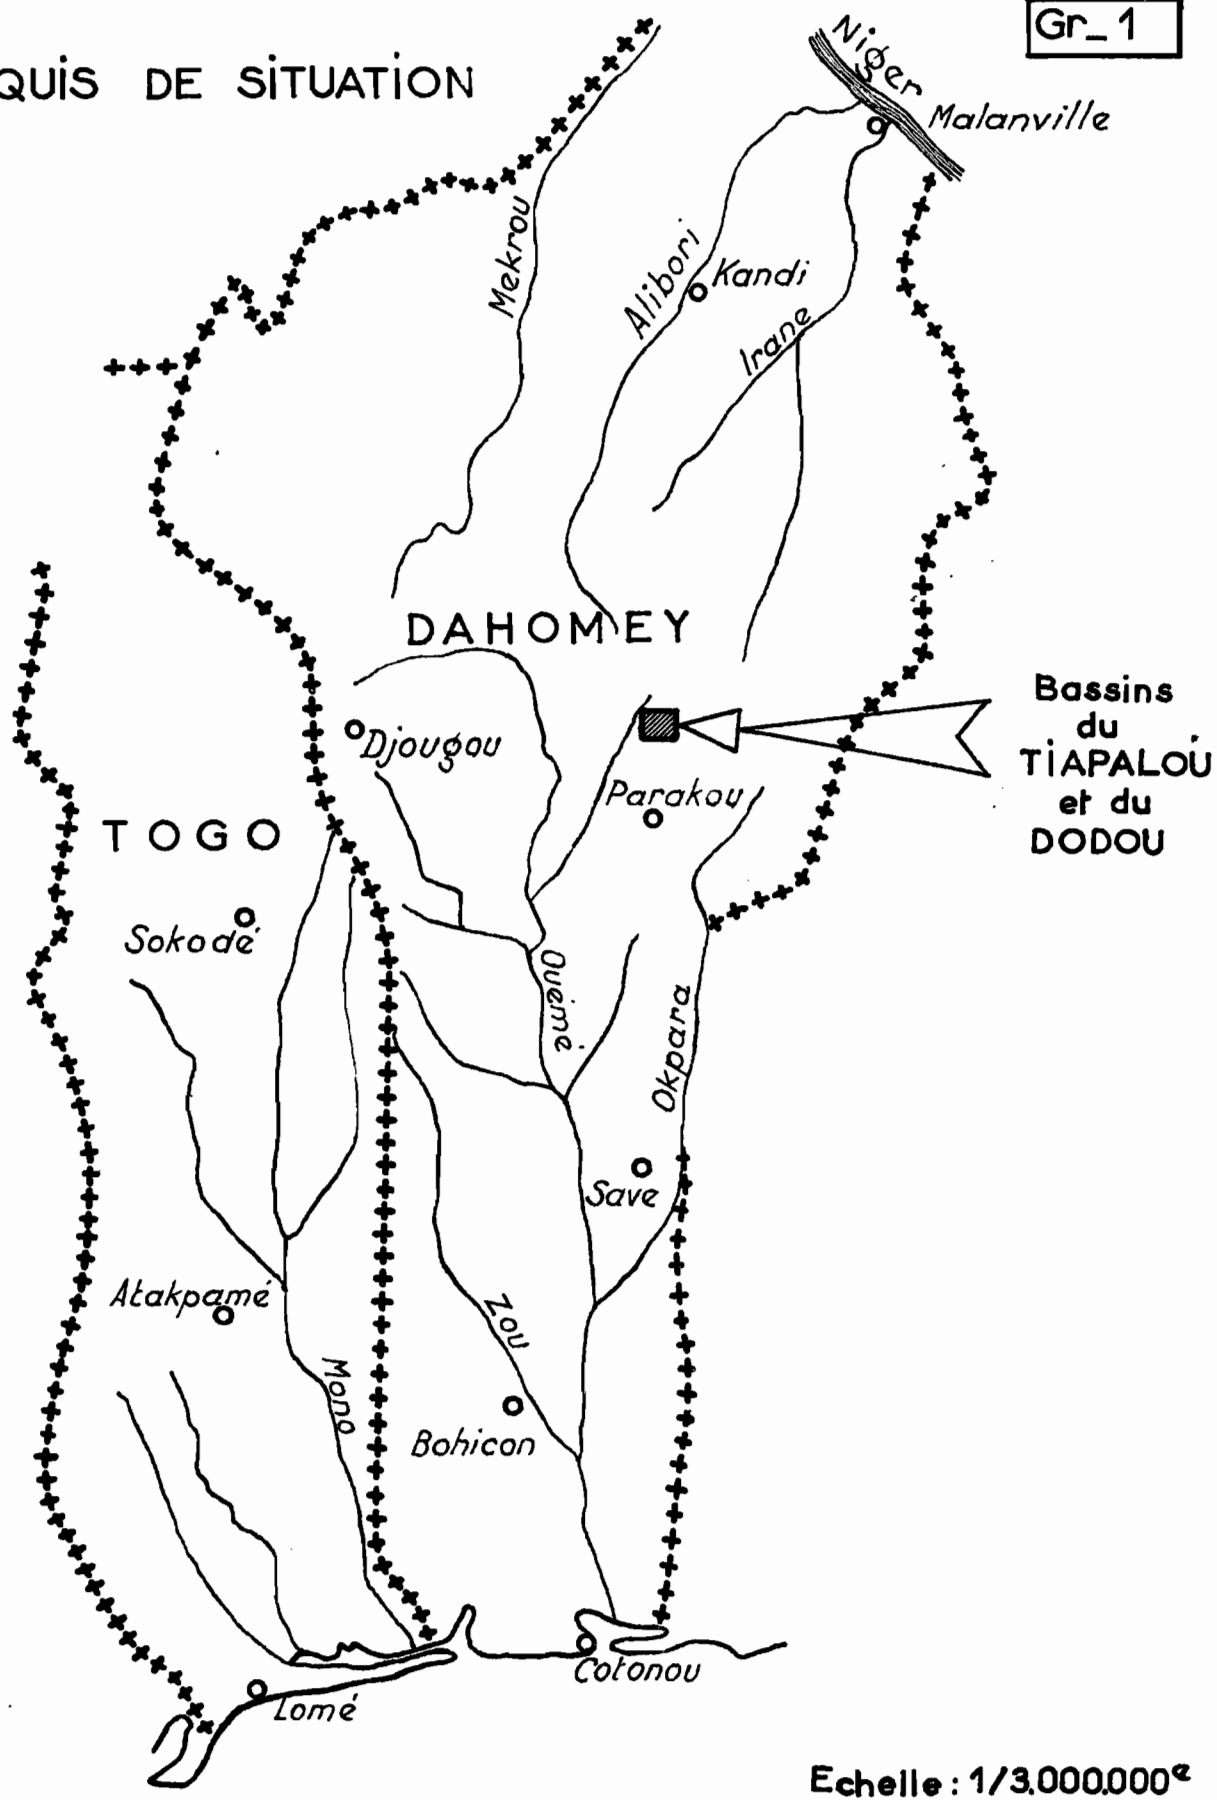 Gr_1
QUIS DE SITUATION
Niger
Malanville
Mekrou
Alibori
Kandi
Irane
DAHOMEY
Bassins
du
TIAPALOU
et du
DODOU
Djougou
Parakou
TOGO
Sokodé
Ouémé
Okpara
Save
Atakpamé
Zou
Mono
Bohicon
Cotonou
Lomé
Echelle : 1/3.000.000e